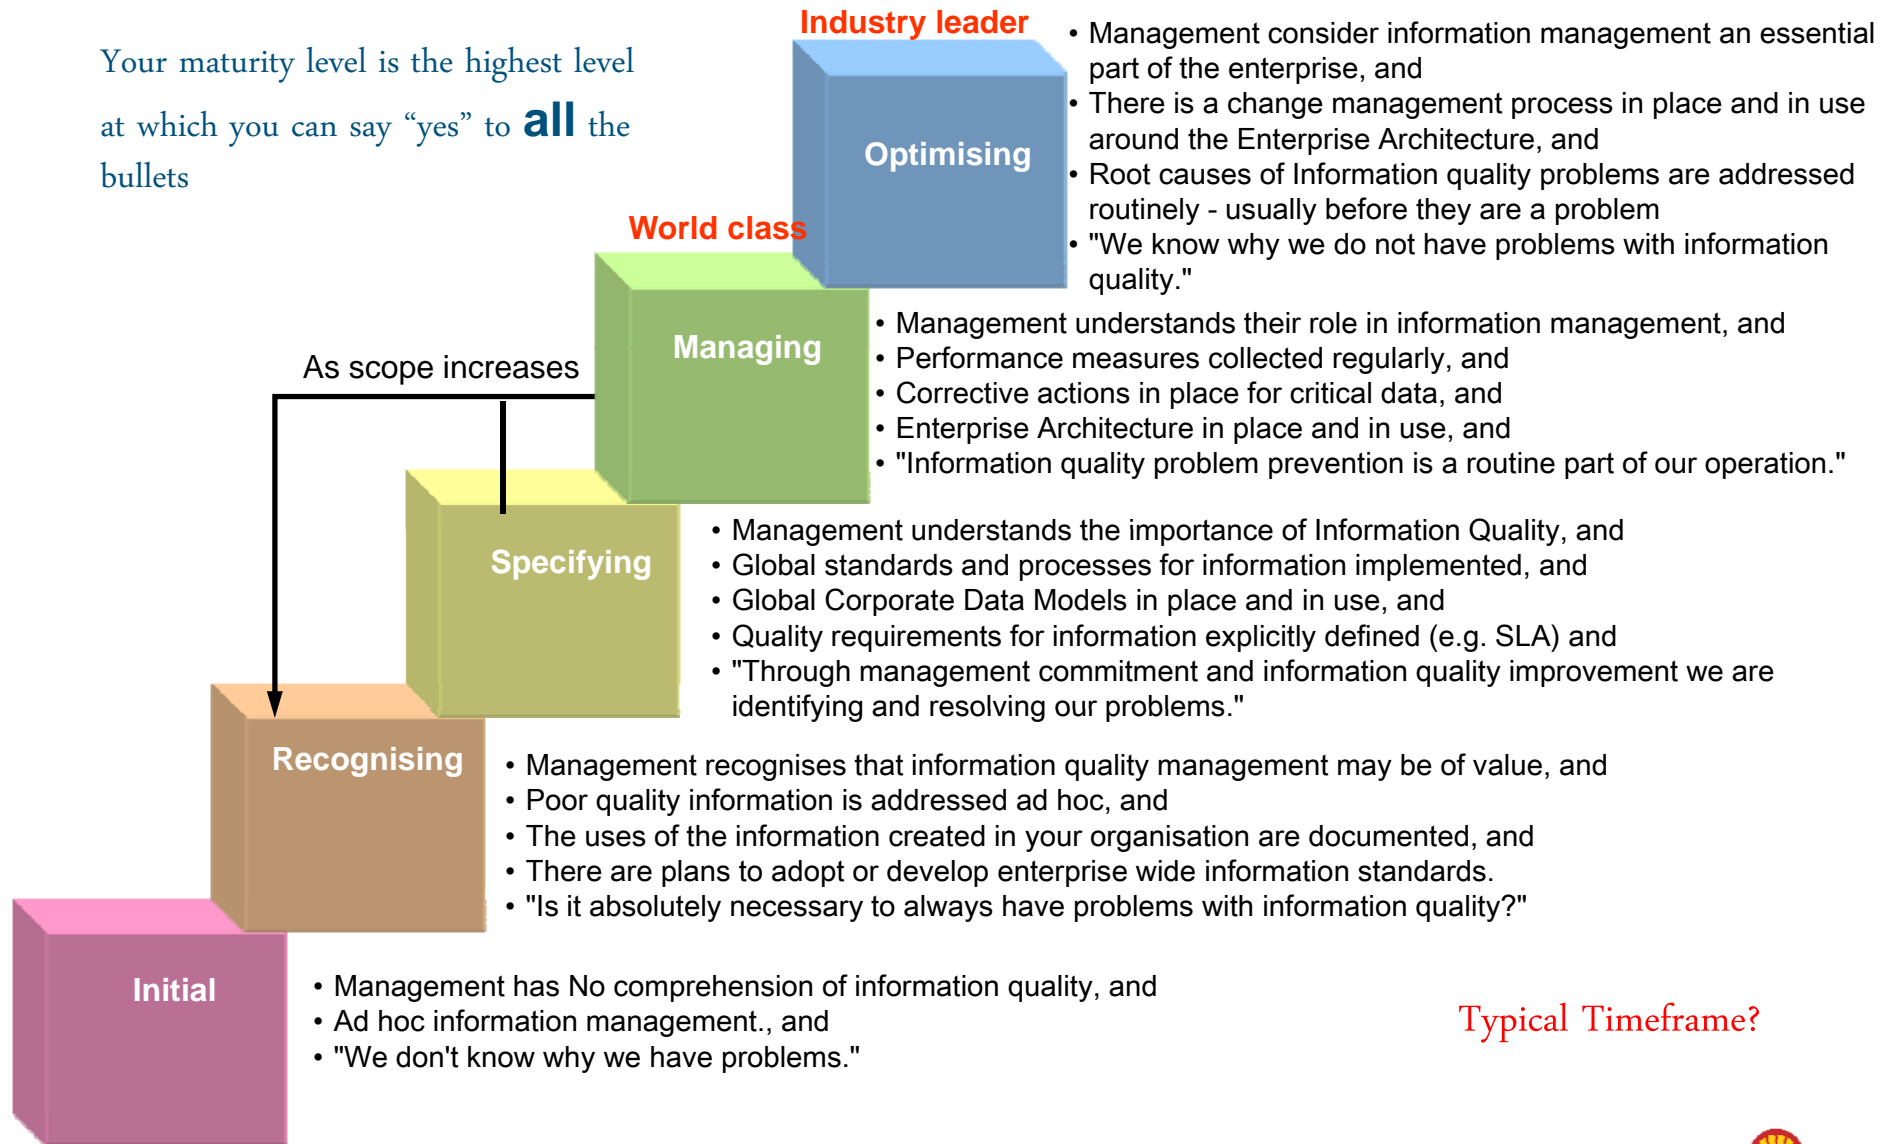 Your maturity level is the highest level
at which you can say “yes” to all the
bullets
Industry leader
Optimising
• Management consider information management an essential
part of the enterprise, and
• There is a change management process in place and in use
around the Enterprise Architecture, and
• Root causes of Information quality problems are addressed
routinely - usually before they are a problem
• "We know why we do not have problems with information
quality."
World class
Managing
• Management understands their role in information management, and
• Performance measures collected regularly, and
• Corrective actions in place for critical data, and
• Enterprise Architecture in place and in use, and
• "Information quality problem prevention is a routine part of our operation."
As scope increases
Specifying
• Management understands the importance of Information Quality, and
• Global standards and processes for information implemented, and
• Global Corporate Data Models in place and in use, and
• Quality requirements for information explicitly defined (e.g. SLA) and
• "Through management commitment and information quality improvement we are
identifying and resolving our problems."
Recognising
• Management recognises that information quality management may be of value, and
• Poor quality information is addressed ad hoc, and
• The uses of the information created in your organisation are documented, and
• There are plans to adopt or develop enterprise wide information standards.
• "Is it absolutely necessary to always have problems with information quality?"
Initial
• Management has No comprehension of information quality, and
• Ad hoc information management., and
• "We don't know why we have problems."
Typical Timeframe?